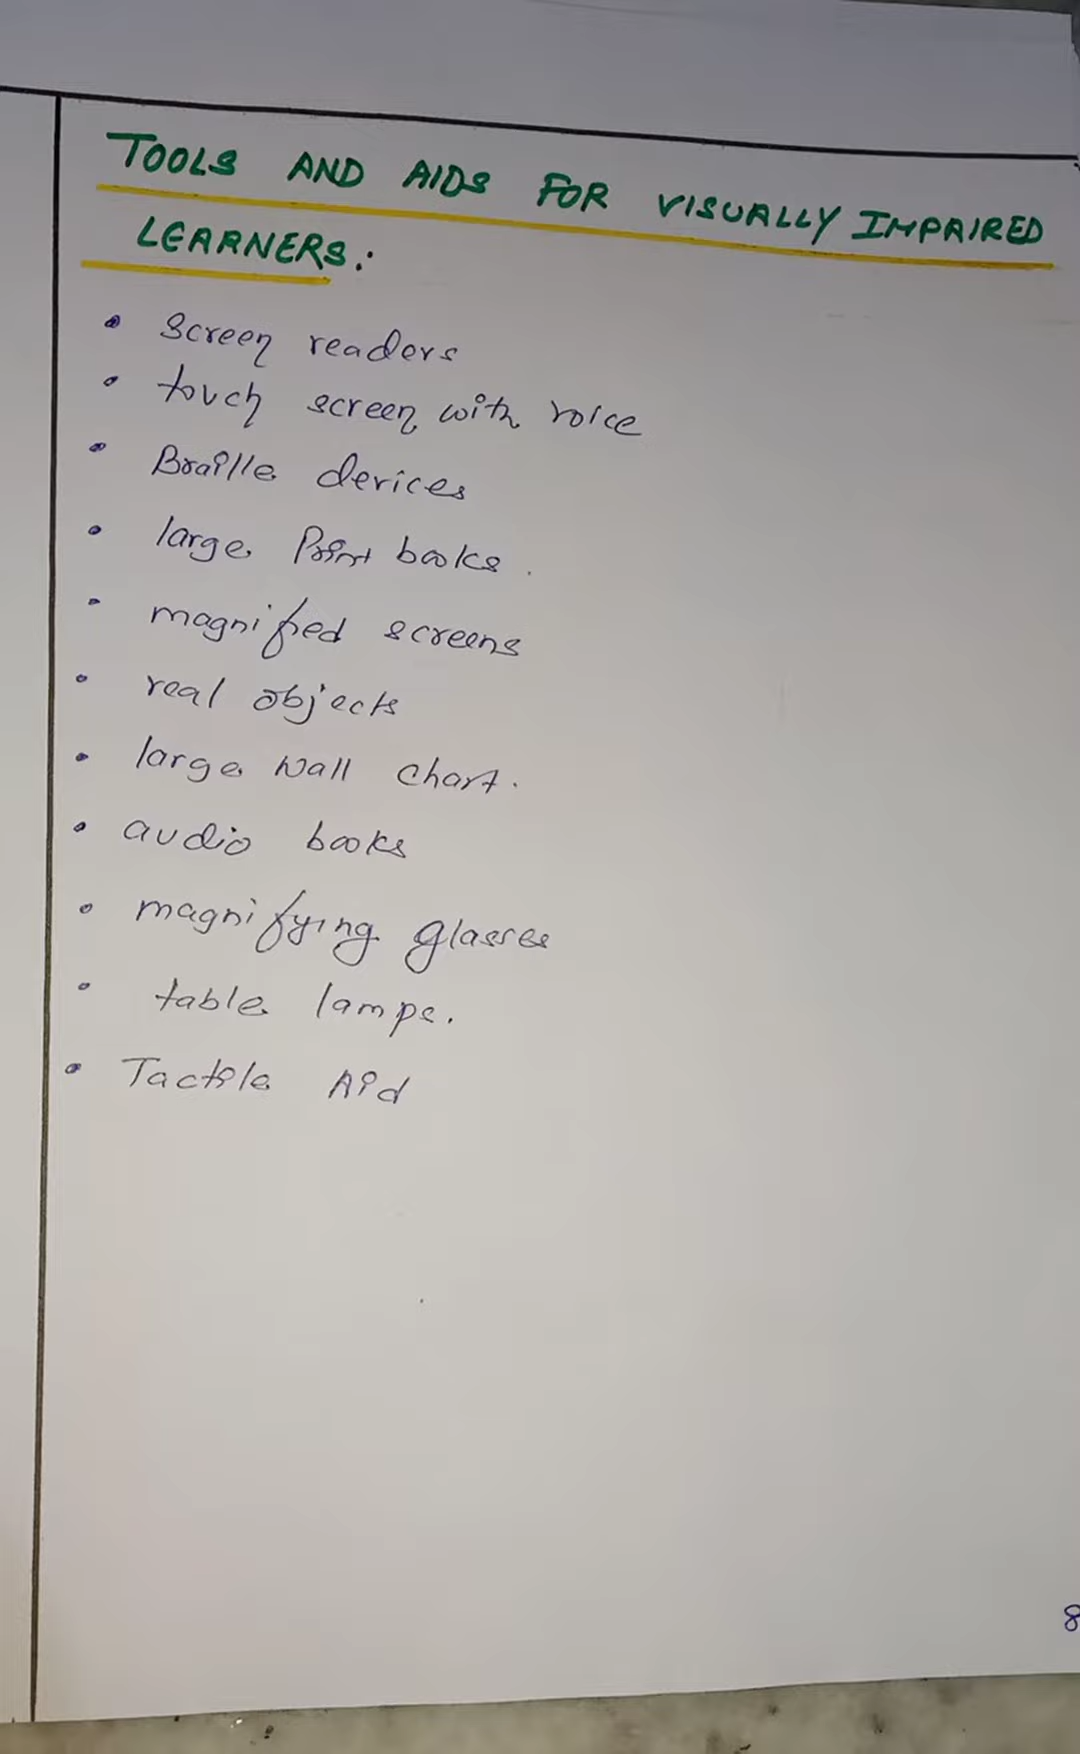 TOOLS AND AIDS FOR VISUALLY IMPAIRED
LEARNERS:
• Screen readers
• touch screen with voice
• Braille devices
• large Print books.
• magnified screens
• real objects
• large wall chart.
• audio books
• magnifying glasses
• table lamps.
• Tactile Aid
8